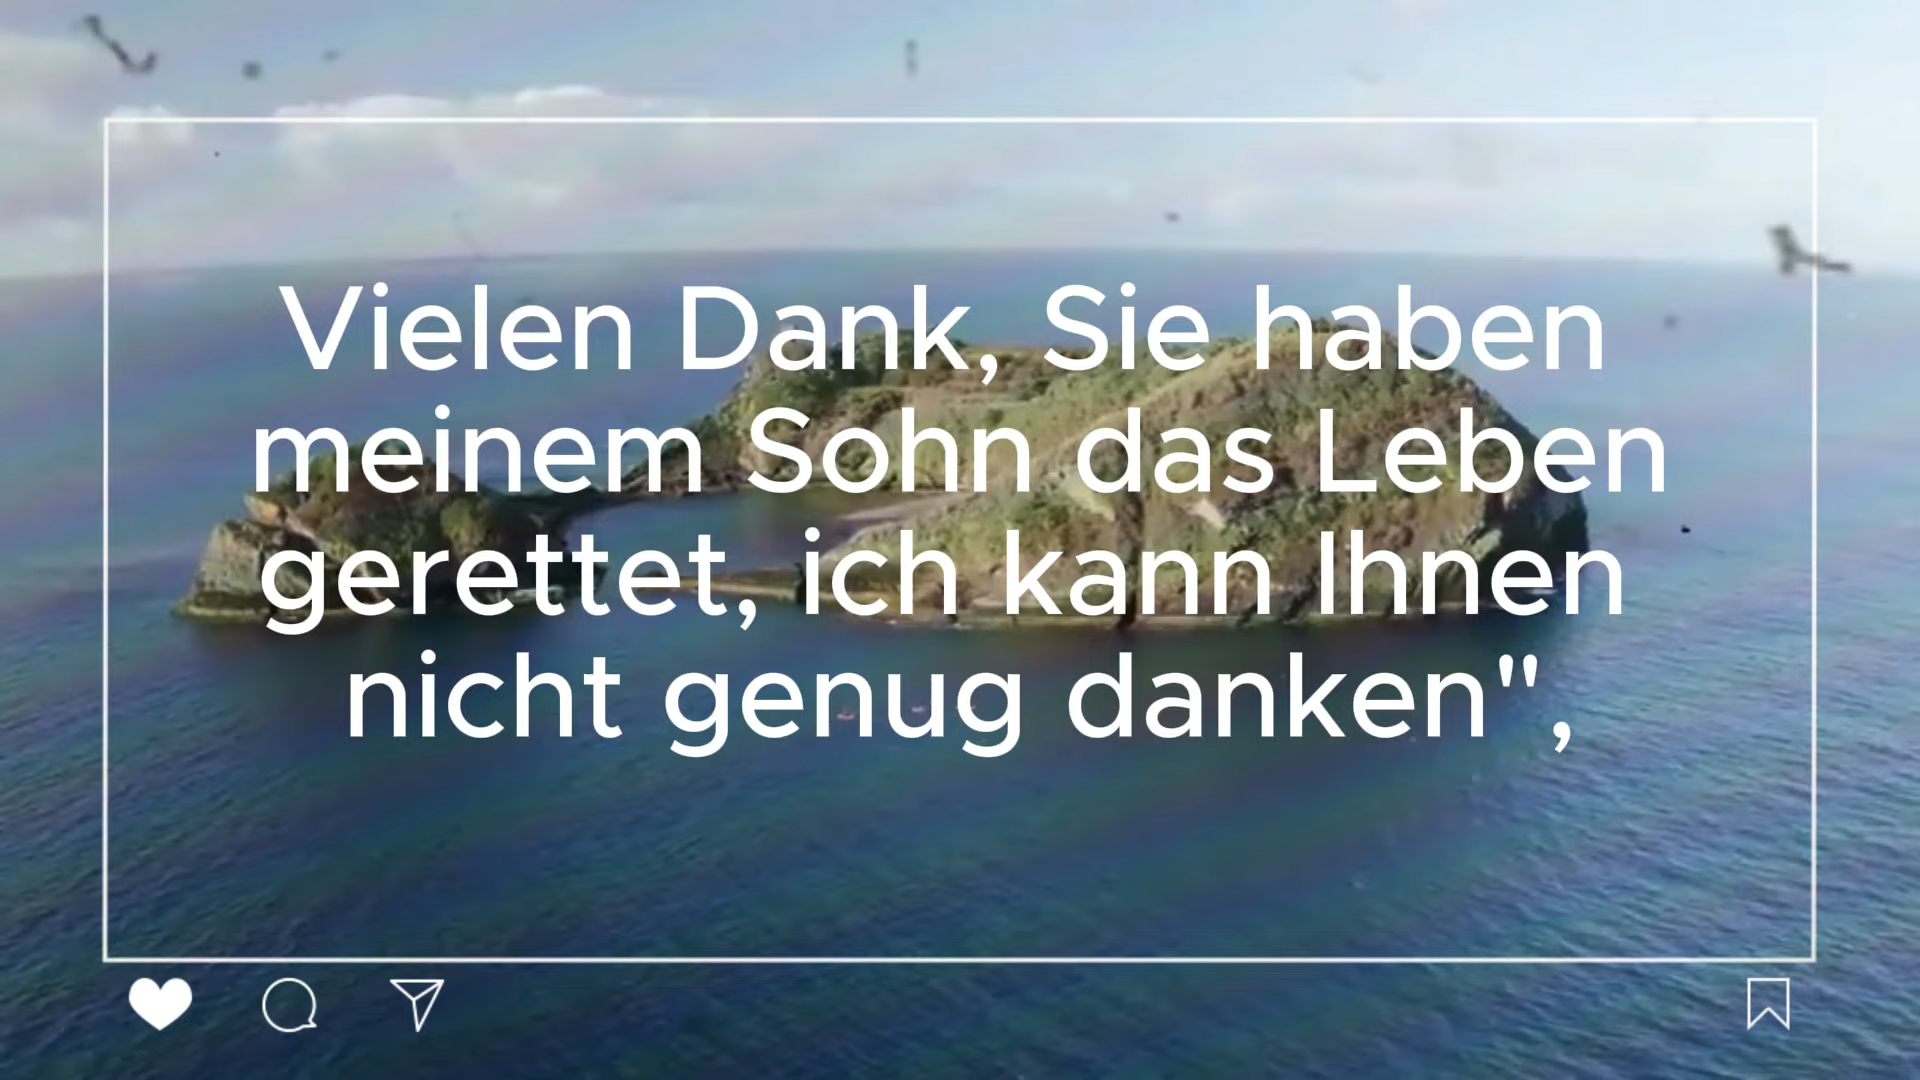 Vielen Dank, Sie haben
meinem Sohn das Leben
gerettet, ich kann Ihnen
nicht genug danken",